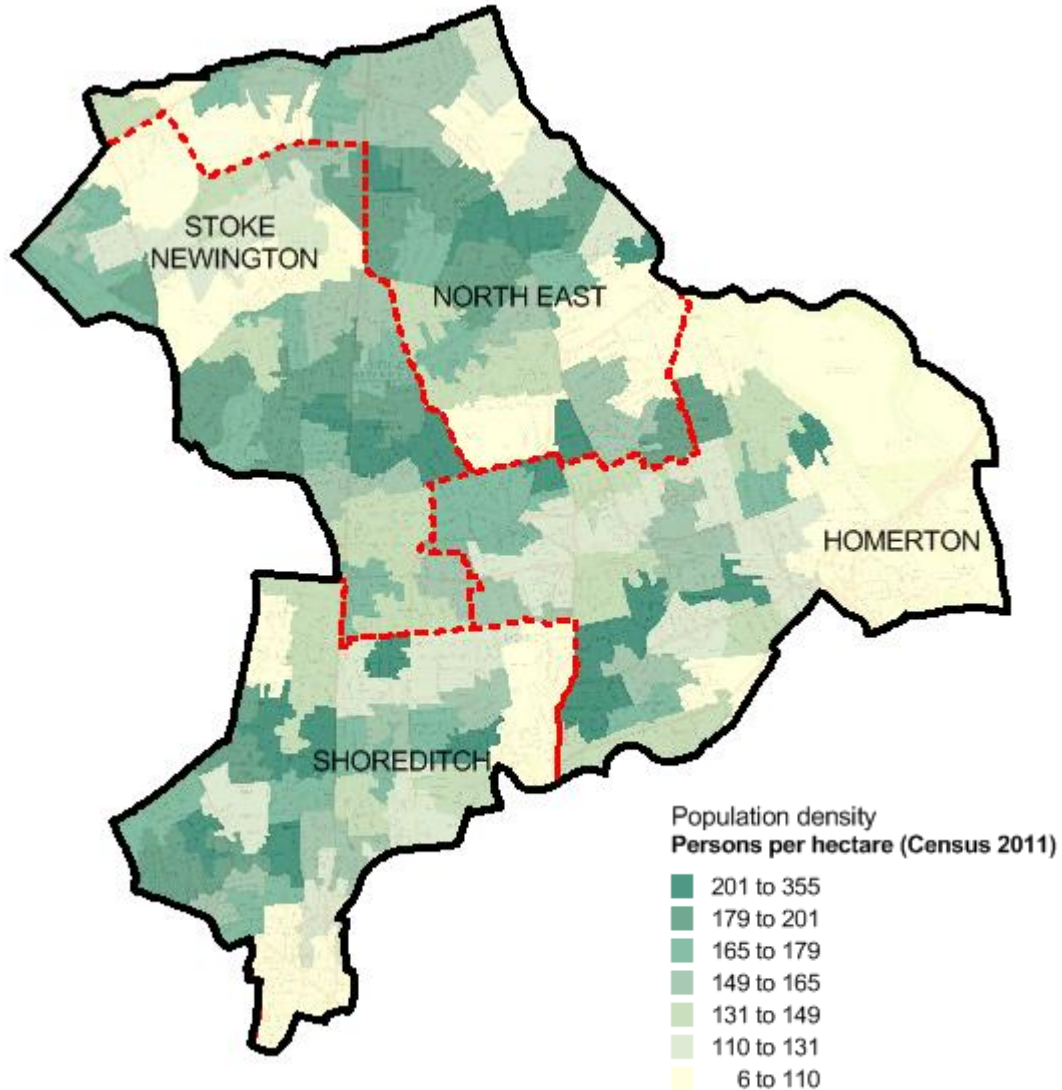 STOKE
NEWINGTON
NORTH EAST
HOMERTON
SHOREDITCH
Population density
Persons per hectare (Census 2011)
201 to 355
179 to 201
165 to 179
149 to 165
131 to 149
110 to 131
6 to 110